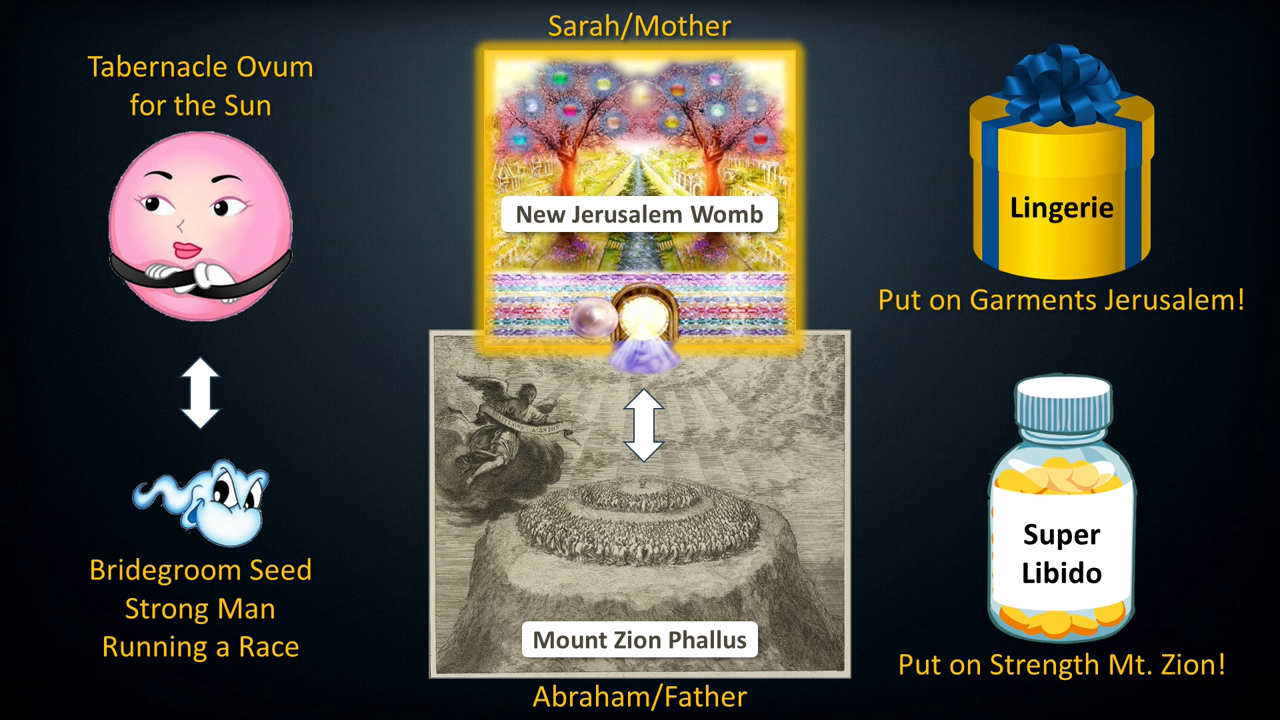 Sarah/Mother
Tabernacle Ovum
for the Sun
New Jerusalem Womb
Lingerie
Put on Garments Jerusalem!
Bridegroom Seed
Strong Man
Running a Race
Mount Zion Phallus
Abraham/Father
Super
Libido
Put on Strength Mt. Zion!